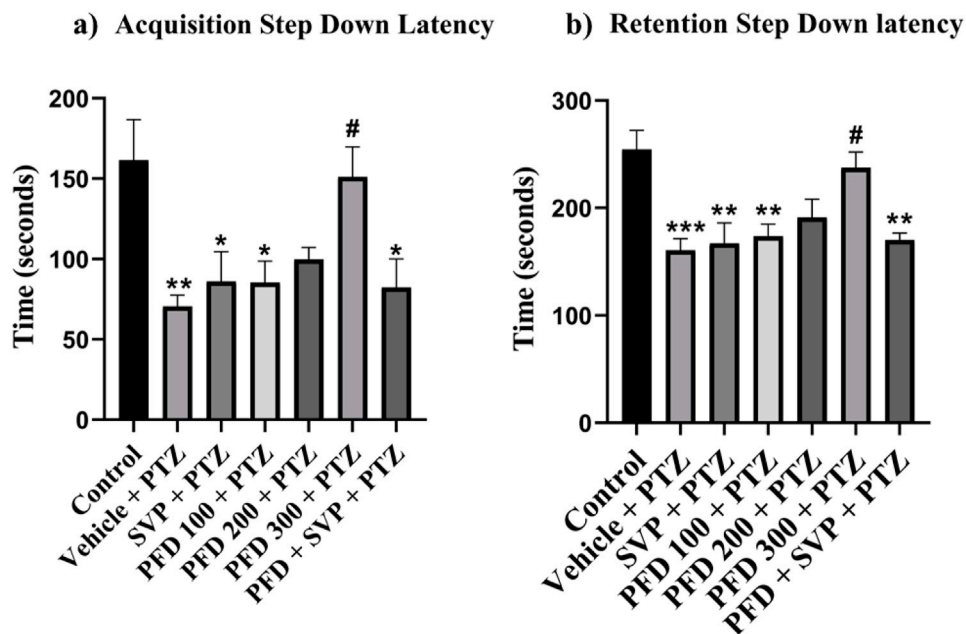 a) Acquisition Step Down Latency
200
150
100
50
0
Time (seconds)
**
*
*
#
*
Control
Vehicle + PTZ
SVP + PTZ
PFD 100 + PTZ
PFD 200 + PTZ
PFD 300 + PTZ
PFD + SVP + PTZ
b) Retention Step Down latency
300
200
100
0
Time (seconds)
***
**
**
#
**
Control
Vehicle + PTZ
SVP + PTZ
PFD 100 + PTZ
PFD 200 + PTZ
PFD 300 + PTZ
PFD + SVP + PTZ